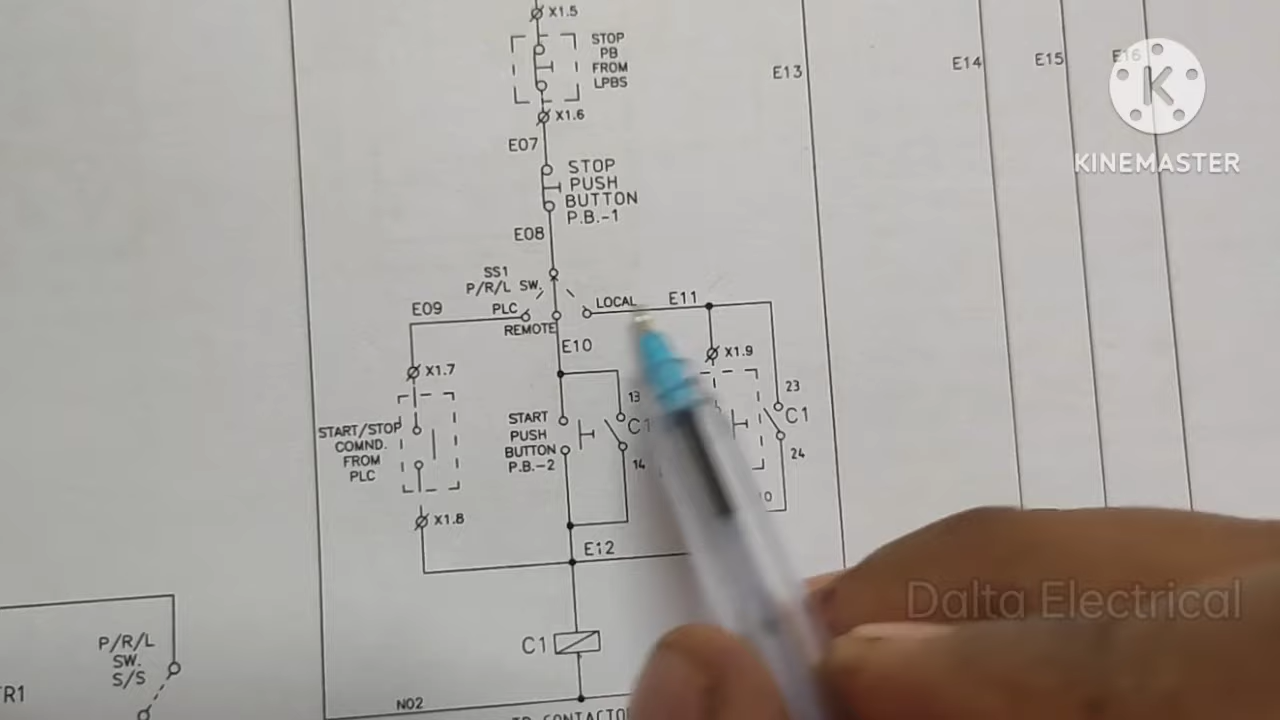 X1.5
STOP
PB
FROM
LPBS
X1.6
E07
STOP
PUSH
BUTTON
P.B.-1
E08
SS1
P/R/L SW.
PLC
REMOTE
LOCAL
E09
E10
E11
E13
E14
E15
E16
K
KINEMASTER
X1.7
START/STOP
COMND.
FROM
PLC
X1.8
START
PUSH
BUTTON
P.B.-2
13
C1
14
X1.9
23
C1
24
E12
C1
N02
P/R/L
SW.
S/S
TR1
Dalta Electrical